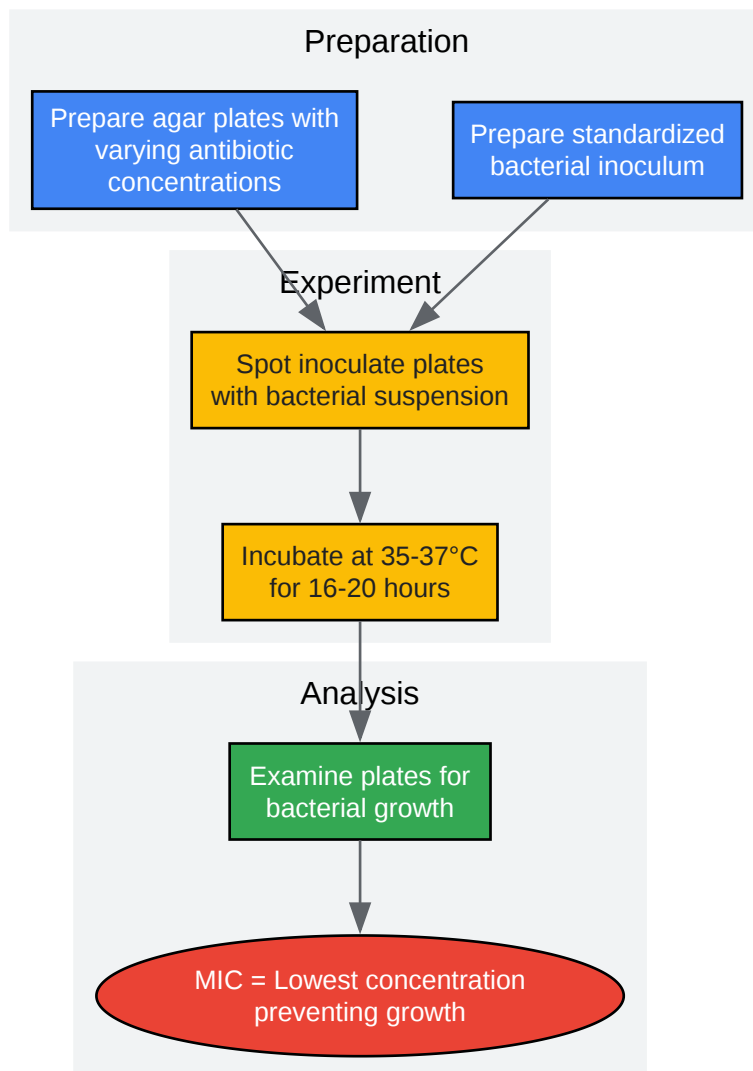 Preparation
Prepare agar plates with
varying antibiotic
concentrations
Prepare standardized
bacterial inoculum
Experiment
Spot inoculate plates
with bacterial suspension
Incubate at 35-37°C
for 16-20 hours
Analysis
Examine plates for
bacterial growth
MIC = Lowest concentration
preventing growth